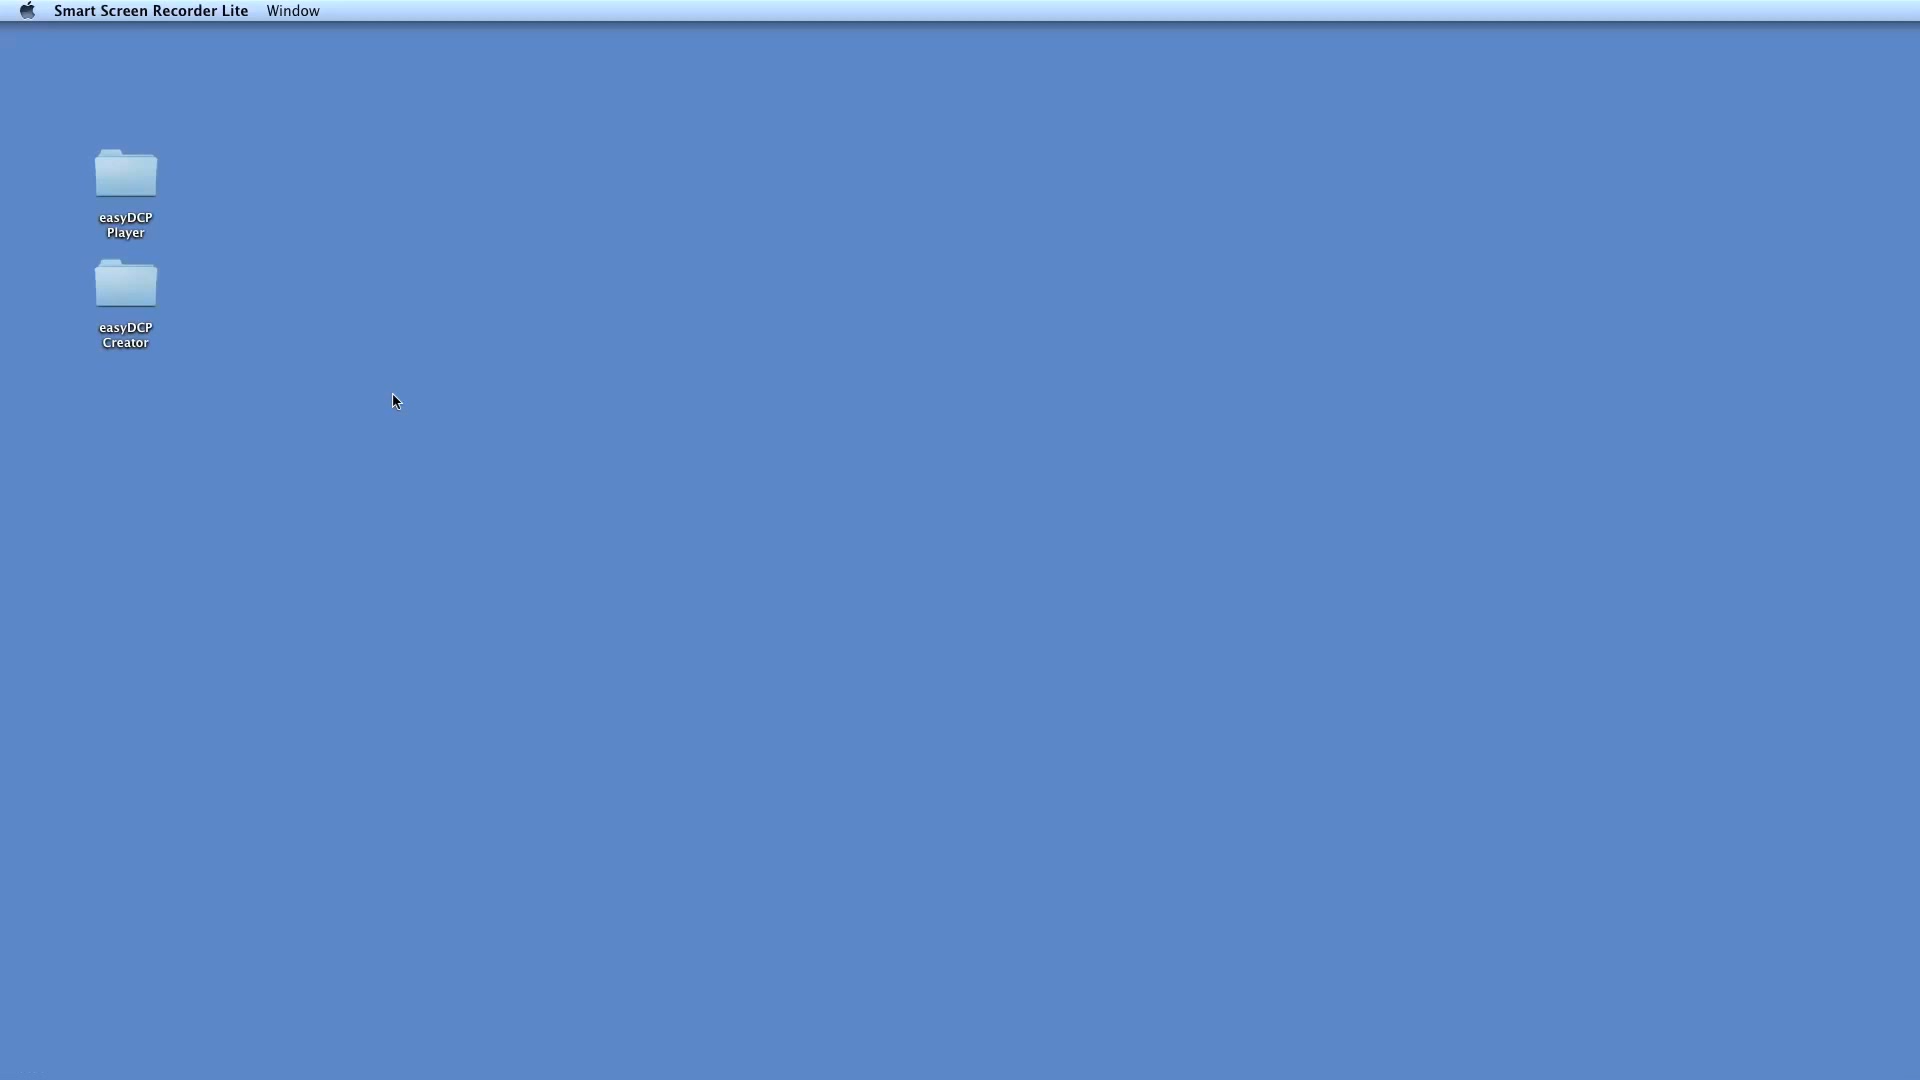 Smart Screen Recorder Lite Window
easyDCP
Player
easyDCP
Creator